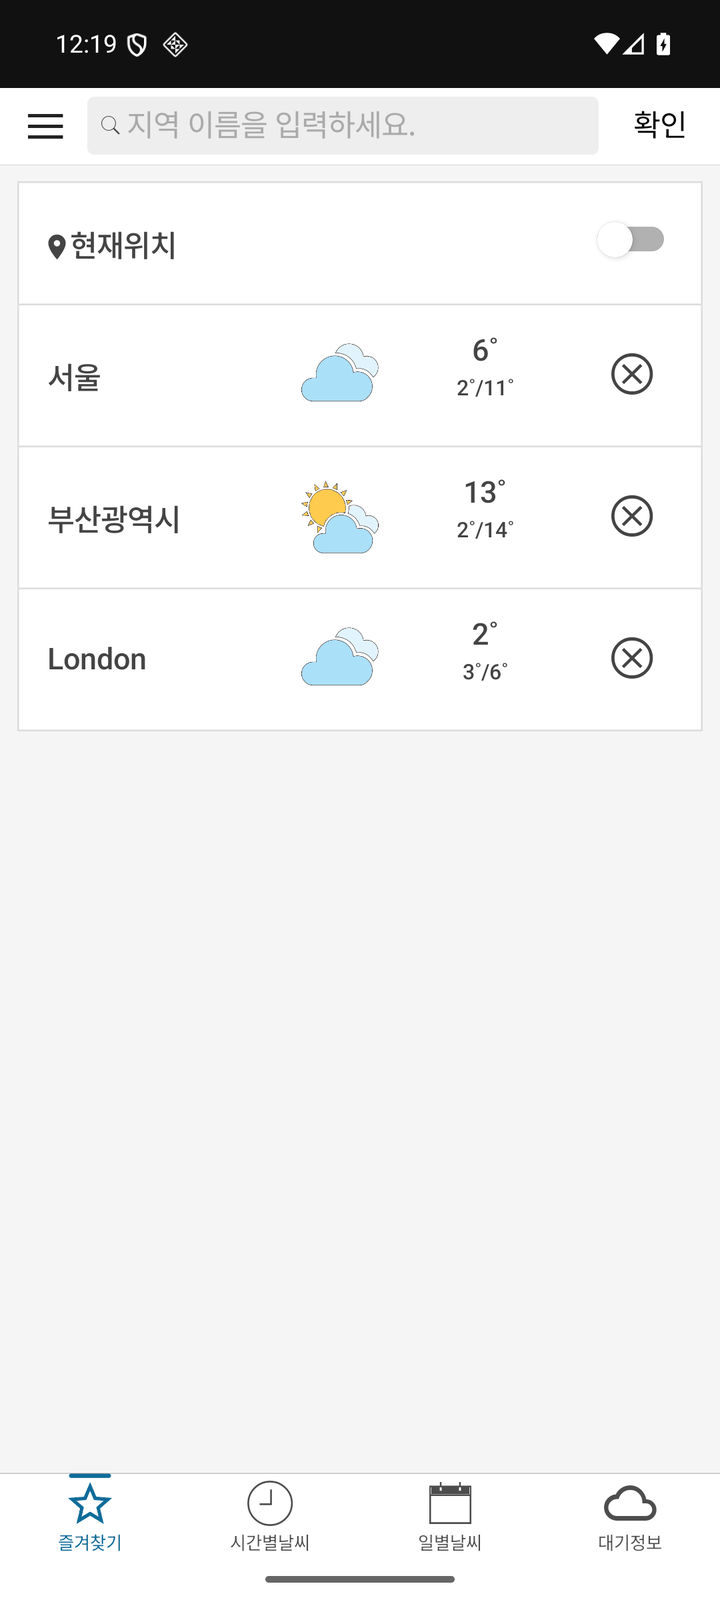 12:19
지역 이름을 입력하세요.
확인
현재위치
서울
6°
2°/11°
부산광역시
13°
2°/14°
London
2°
3°/6°
즐겨찾기
시간별날씨
일별날씨
대기정보